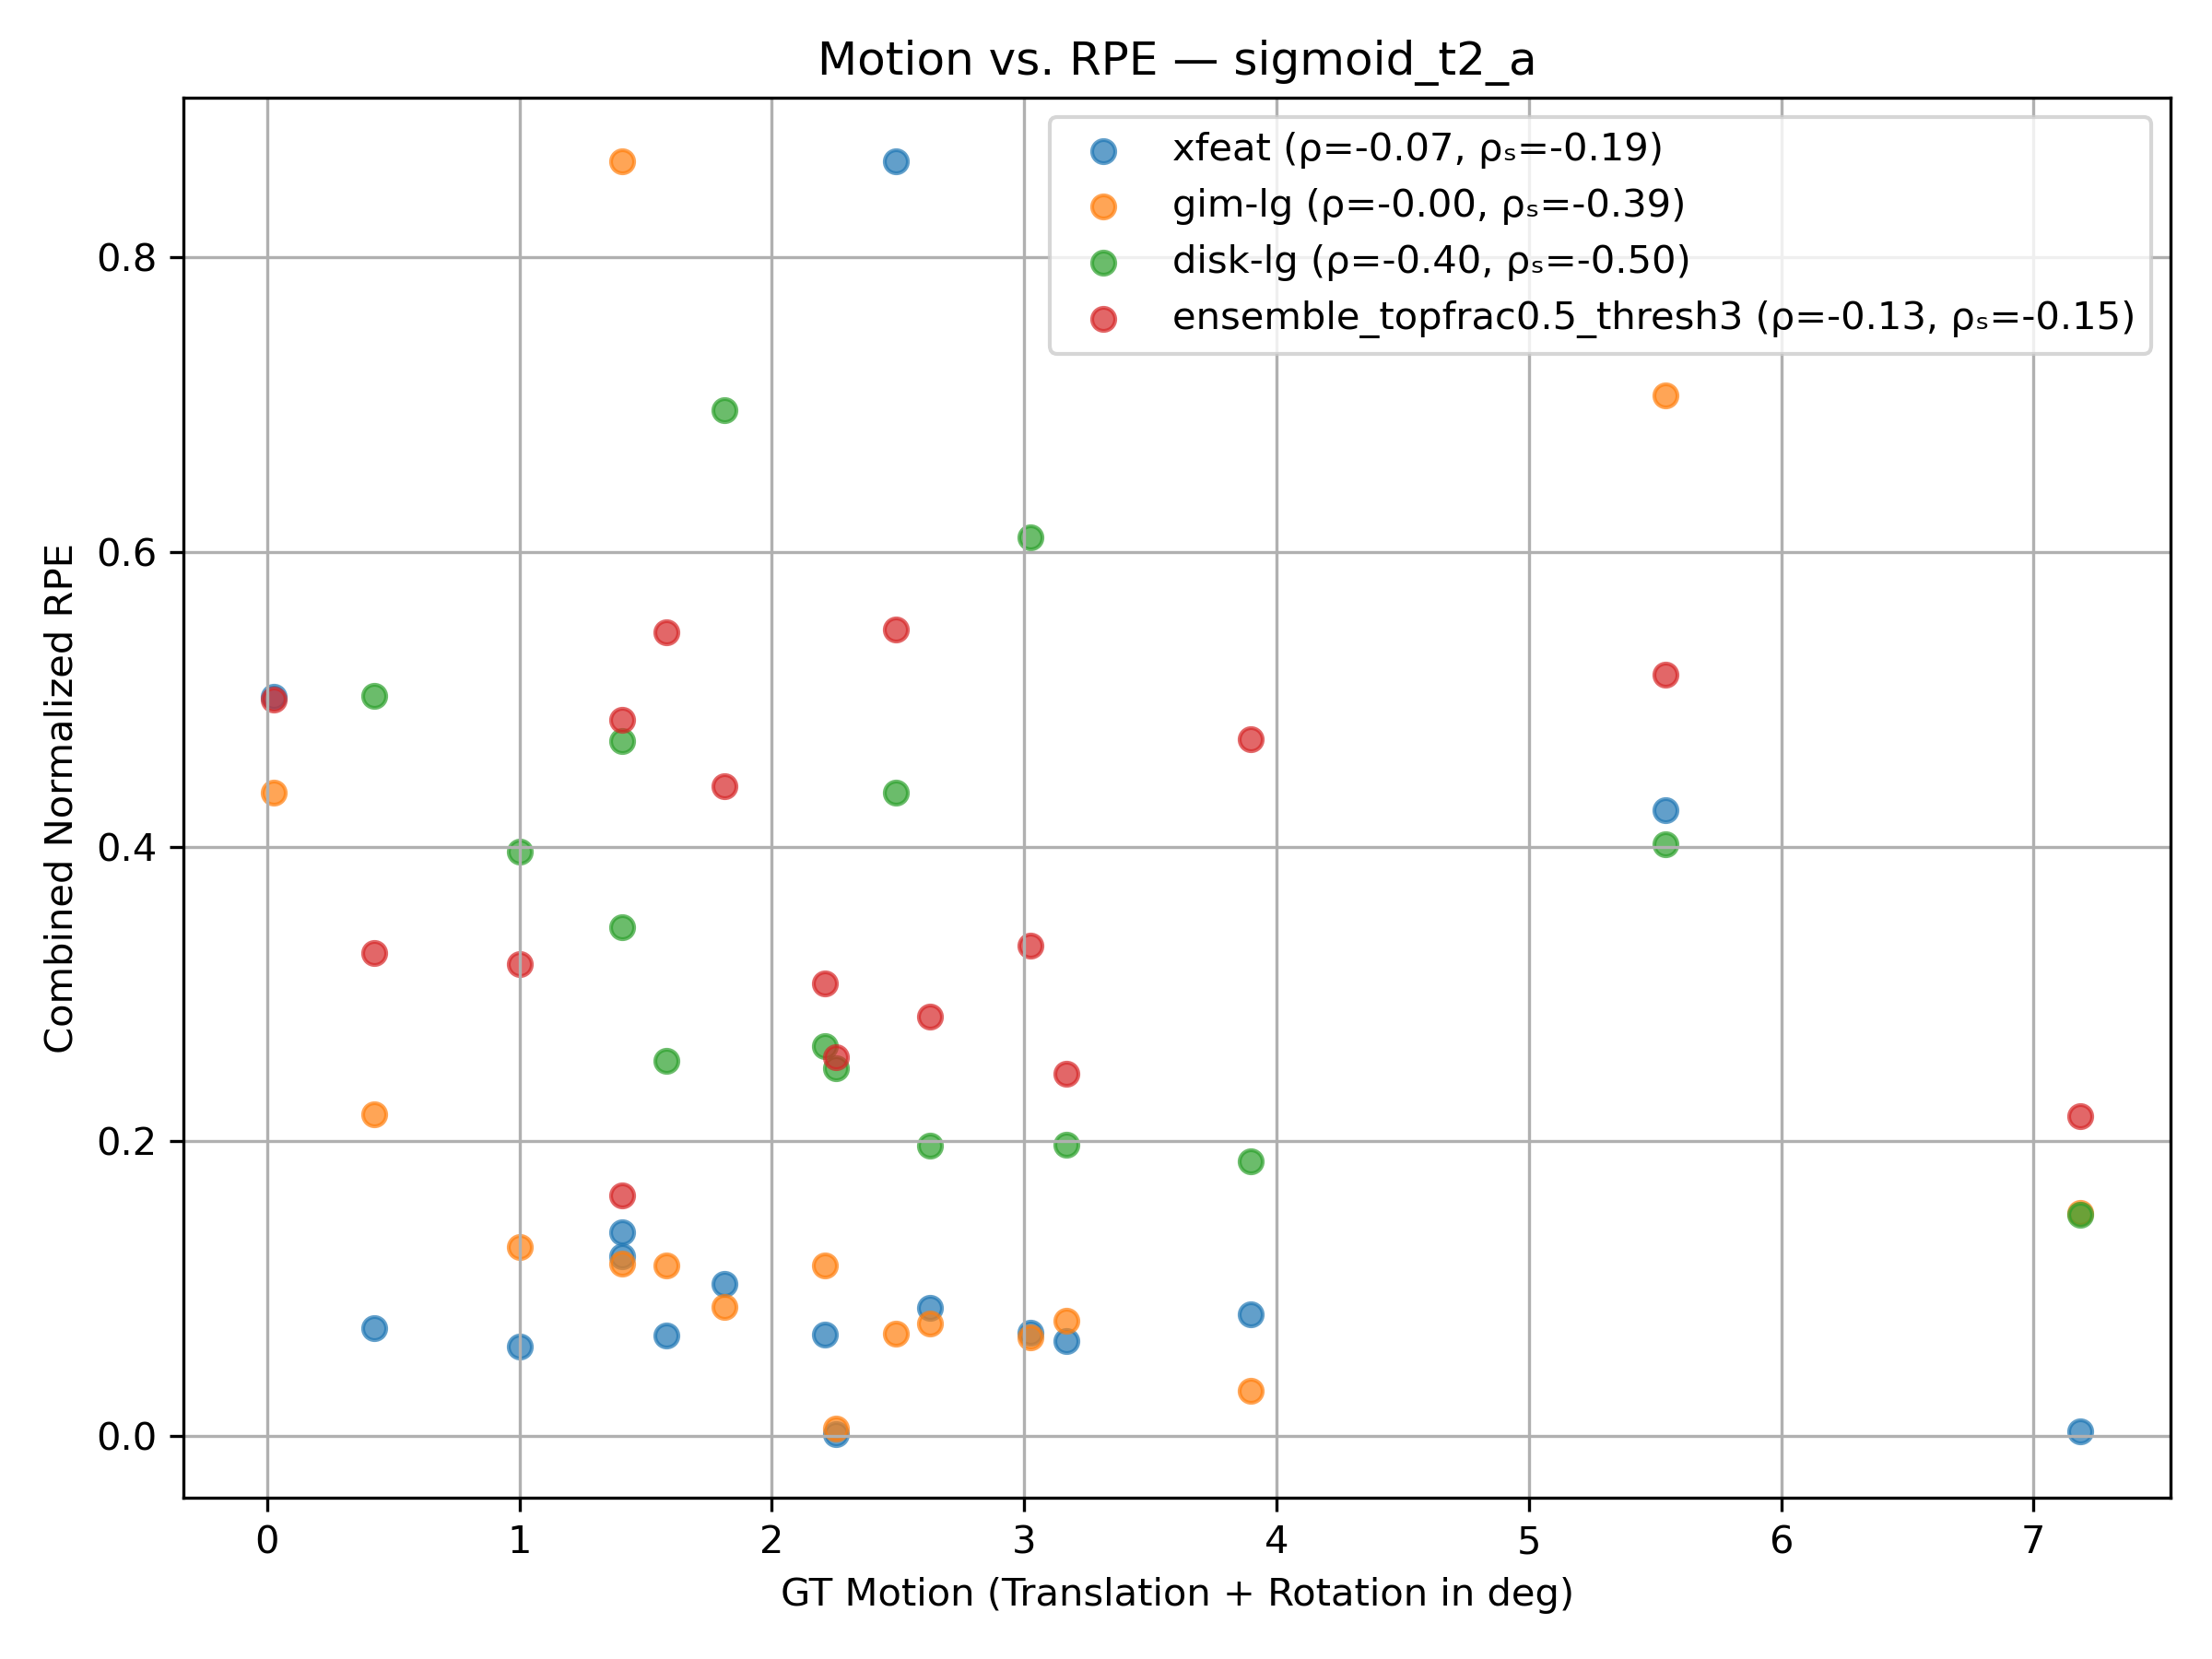 Motion vs. RPE — sigmoid_t2_a
xfeat (ρ=-0.07, ρₛ=-0.19)
gim-lg (ρ=-0.00, ρₛ=-0.39)
disk-lg (ρ=-0.40, ρₛ=-0.50)
ensemble_topfrac0.5_thresh3 (ρ=-0.13, ρₛ=-0.15)
Combined Normalized RPE
0.8
0.6
0.4
0.2
0.0
0 1 2 3 4 5 6 7
GT Motion (Translation + Rotation in deg)